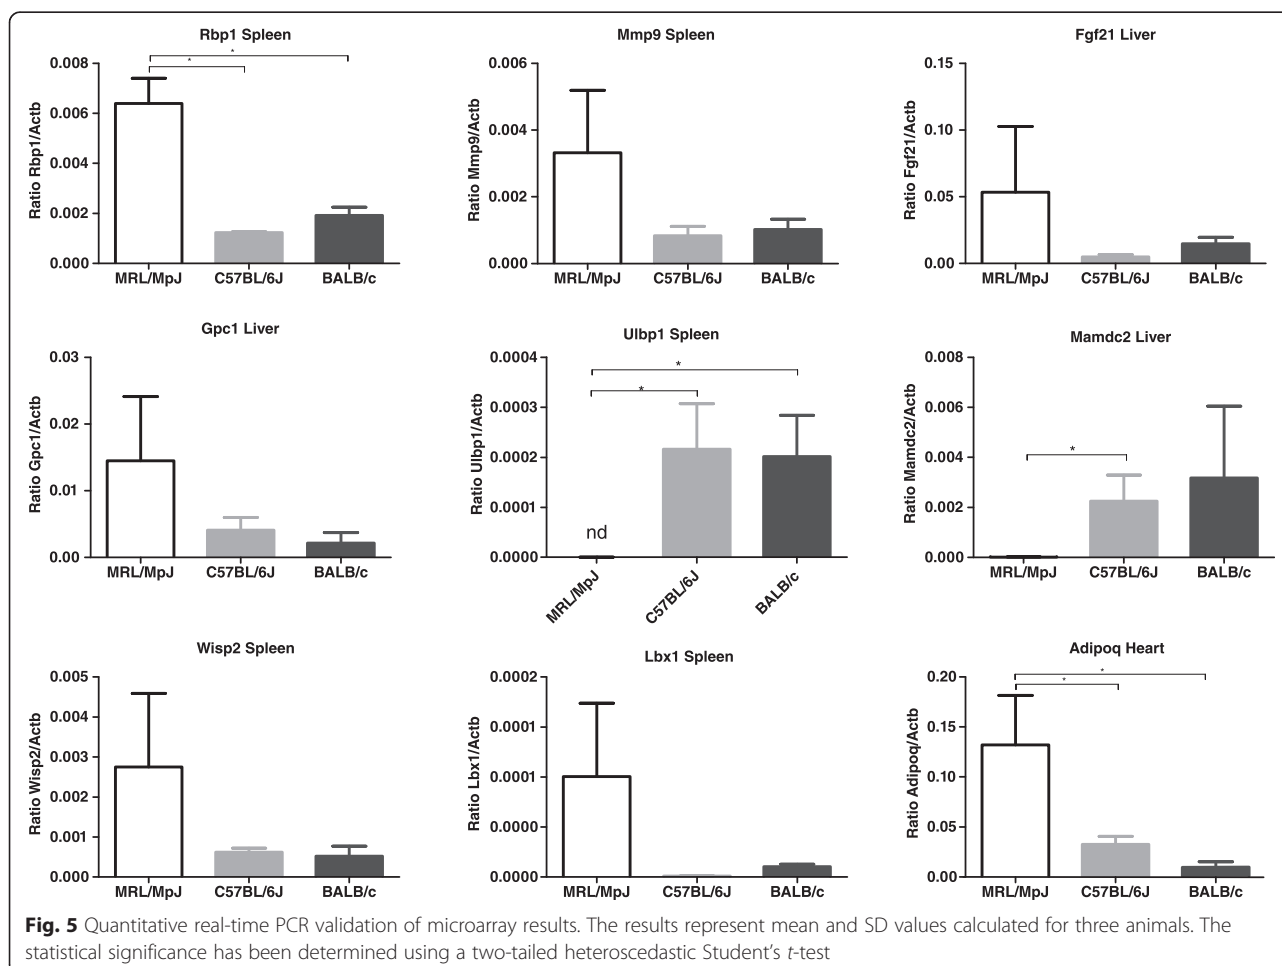 Rbp1 Spleen
Ratio Rbp1/Actb
0.008
0.006
0.004
0.002
0.000
* *
MRL/MpJ C57BL/6J BALB/c
Mmp9 Spleen
Ratio Mmp9/Actb
0.006
0.004
0.002
0.000
MRL/MpJ C57BL/6J BALB/c
Fgf21 Liver
Ratio Fgf21/Actb
0.15
0.10
0.05
0.00
MRL/MpJ C57BL/6J BALB/c
Gpc1 Liver
Ratio Gpc1/Actb
0.03
0.02
0.01
0.00
MRL/MpJ C57BL/6J BALB/c
Ulbp1 Spleen
Ratio Ulbp1/Actb
0.0004
0.0003
0.0002
0.0001
0.0000
* *
nd
MRL/MpJ C57BL/6J BALB/c
Mamdc2 Liver
Ratio Mamdc2/Actb
0.008
0.006
0.004
0.002
0.000
*
MRL/MpJ C57BL/6J BALB/c
Wisp2 Spleen
Ratio Wisp2/Actb
0.005
0.004
0.003
0.002
0.001
0.000
MRL/MpJ C57BL/6J BALB/c
Lbx1 Spleen
Ratio Lbx1/Actb
0.0002
0.0001
0.0001
0.0000
0.0000
MRL/MpJ C57BL/6J BALB/c
Adipoq Heart
Ratio Adipoq/Actb
0.20
0.15
0.10
0.05
0.00
* *
MRL/MpJ C57BL/6J BALB/c
Fig. 5 Quantitative real-time PCR validation of microarray results. The results represent mean and SD values calculated for three animals. The
statistical significance has been determined using a two-tailed heteroscedastic Student's t-test